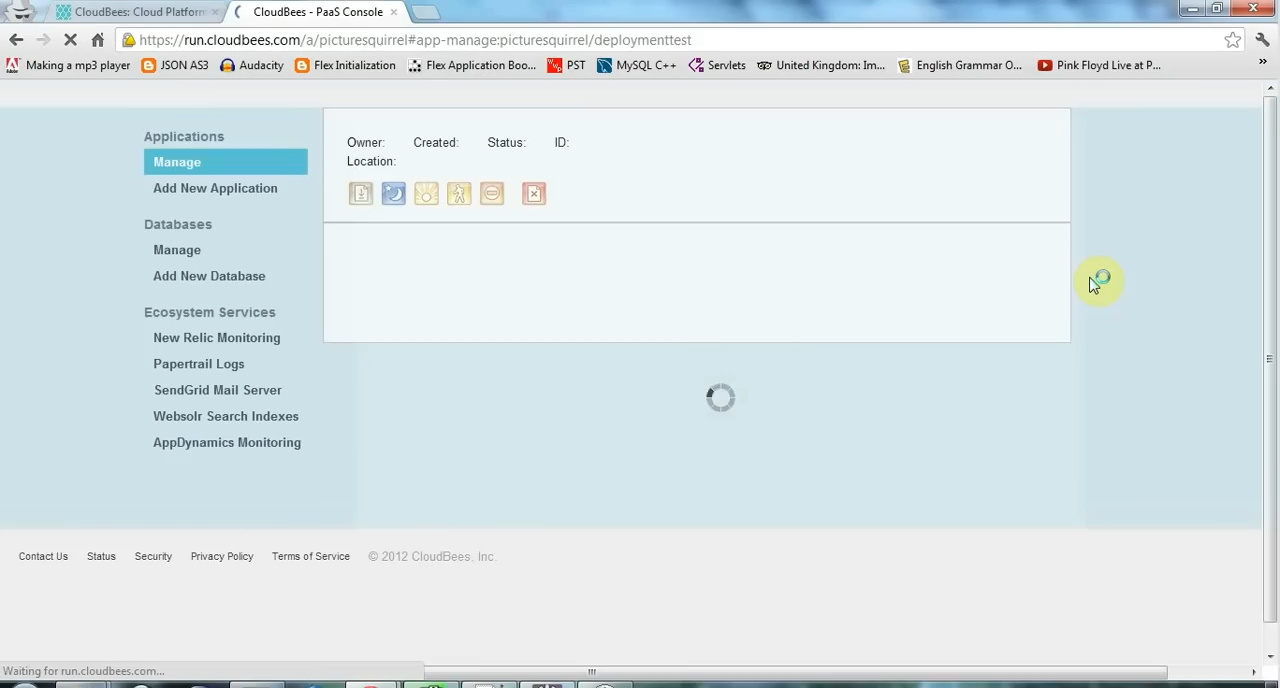 CloudBees: Cloud Platform
CloudBees - PaaS Console
https://run.cloudbees.com/a/picturesquirrel#app-manage:picturesquirrel/deploymenttest
Making a mp3 player JSON AS3 Audacity Flex Initialization Flex Application Boo... PST MySQL C++ Servlets United Kingdom: Im... English Grammar O... Pink Floyd Live at P... »
Applications
Manage
Add New Application
Databases
Manage
Add New Database
Ecosystem Services
New Relic Monitoring
Papertrail Logs
SendGrid Mail Server
Websolr Search Indexes
AppDynamics Monitoring
Owner: Created: Status: ID:
Location:
Contact Us Status Security Privacy Policy Terms of Service © 2012 CloudBees, Inc.
Waiting for run.cloudbees.com...